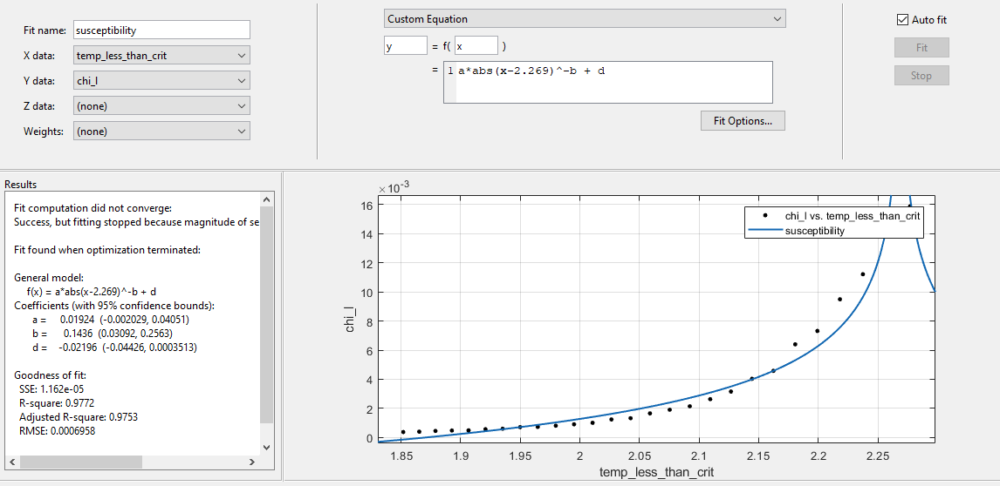 Fit name: susceptibility
X data: temp_less_than_crit
Y data: chi_l
Z data: (none)
Weights: (none)
Custom Equation
y = f( x )
= 1 a*abs(x-2.269)^-b + d
Fit Options...
Auto fit
Fit
Stop
Results
Fit computation did not converge:
Success, but fitting stopped because magnitude of se
Fit found when optimization terminated:
General model:
f(x) = a*abs(x-2.269)^-b + d
Coefficients (with 95% confidence bounds):
a = 0.01924 (-0.002029, 0.04051)
b = 0.1436 (0.03092, 0.2563)
d = -0.02196 (-0.04426, 0.0003513)
Goodness of fit:
SSE: 1.162e-05
R-square: 0.9772
Adjusted R-square: 0.9753
RMSE: 0.0006958
×10-3
16
14
12
10
8
6
4
2
0
chi_l
chi_l vs. temp_less_than_crit
susceptibility
1.85 1.9 1.95 2 2.05 2.1 2.15 2.2 2.25
temp_less_than_crit